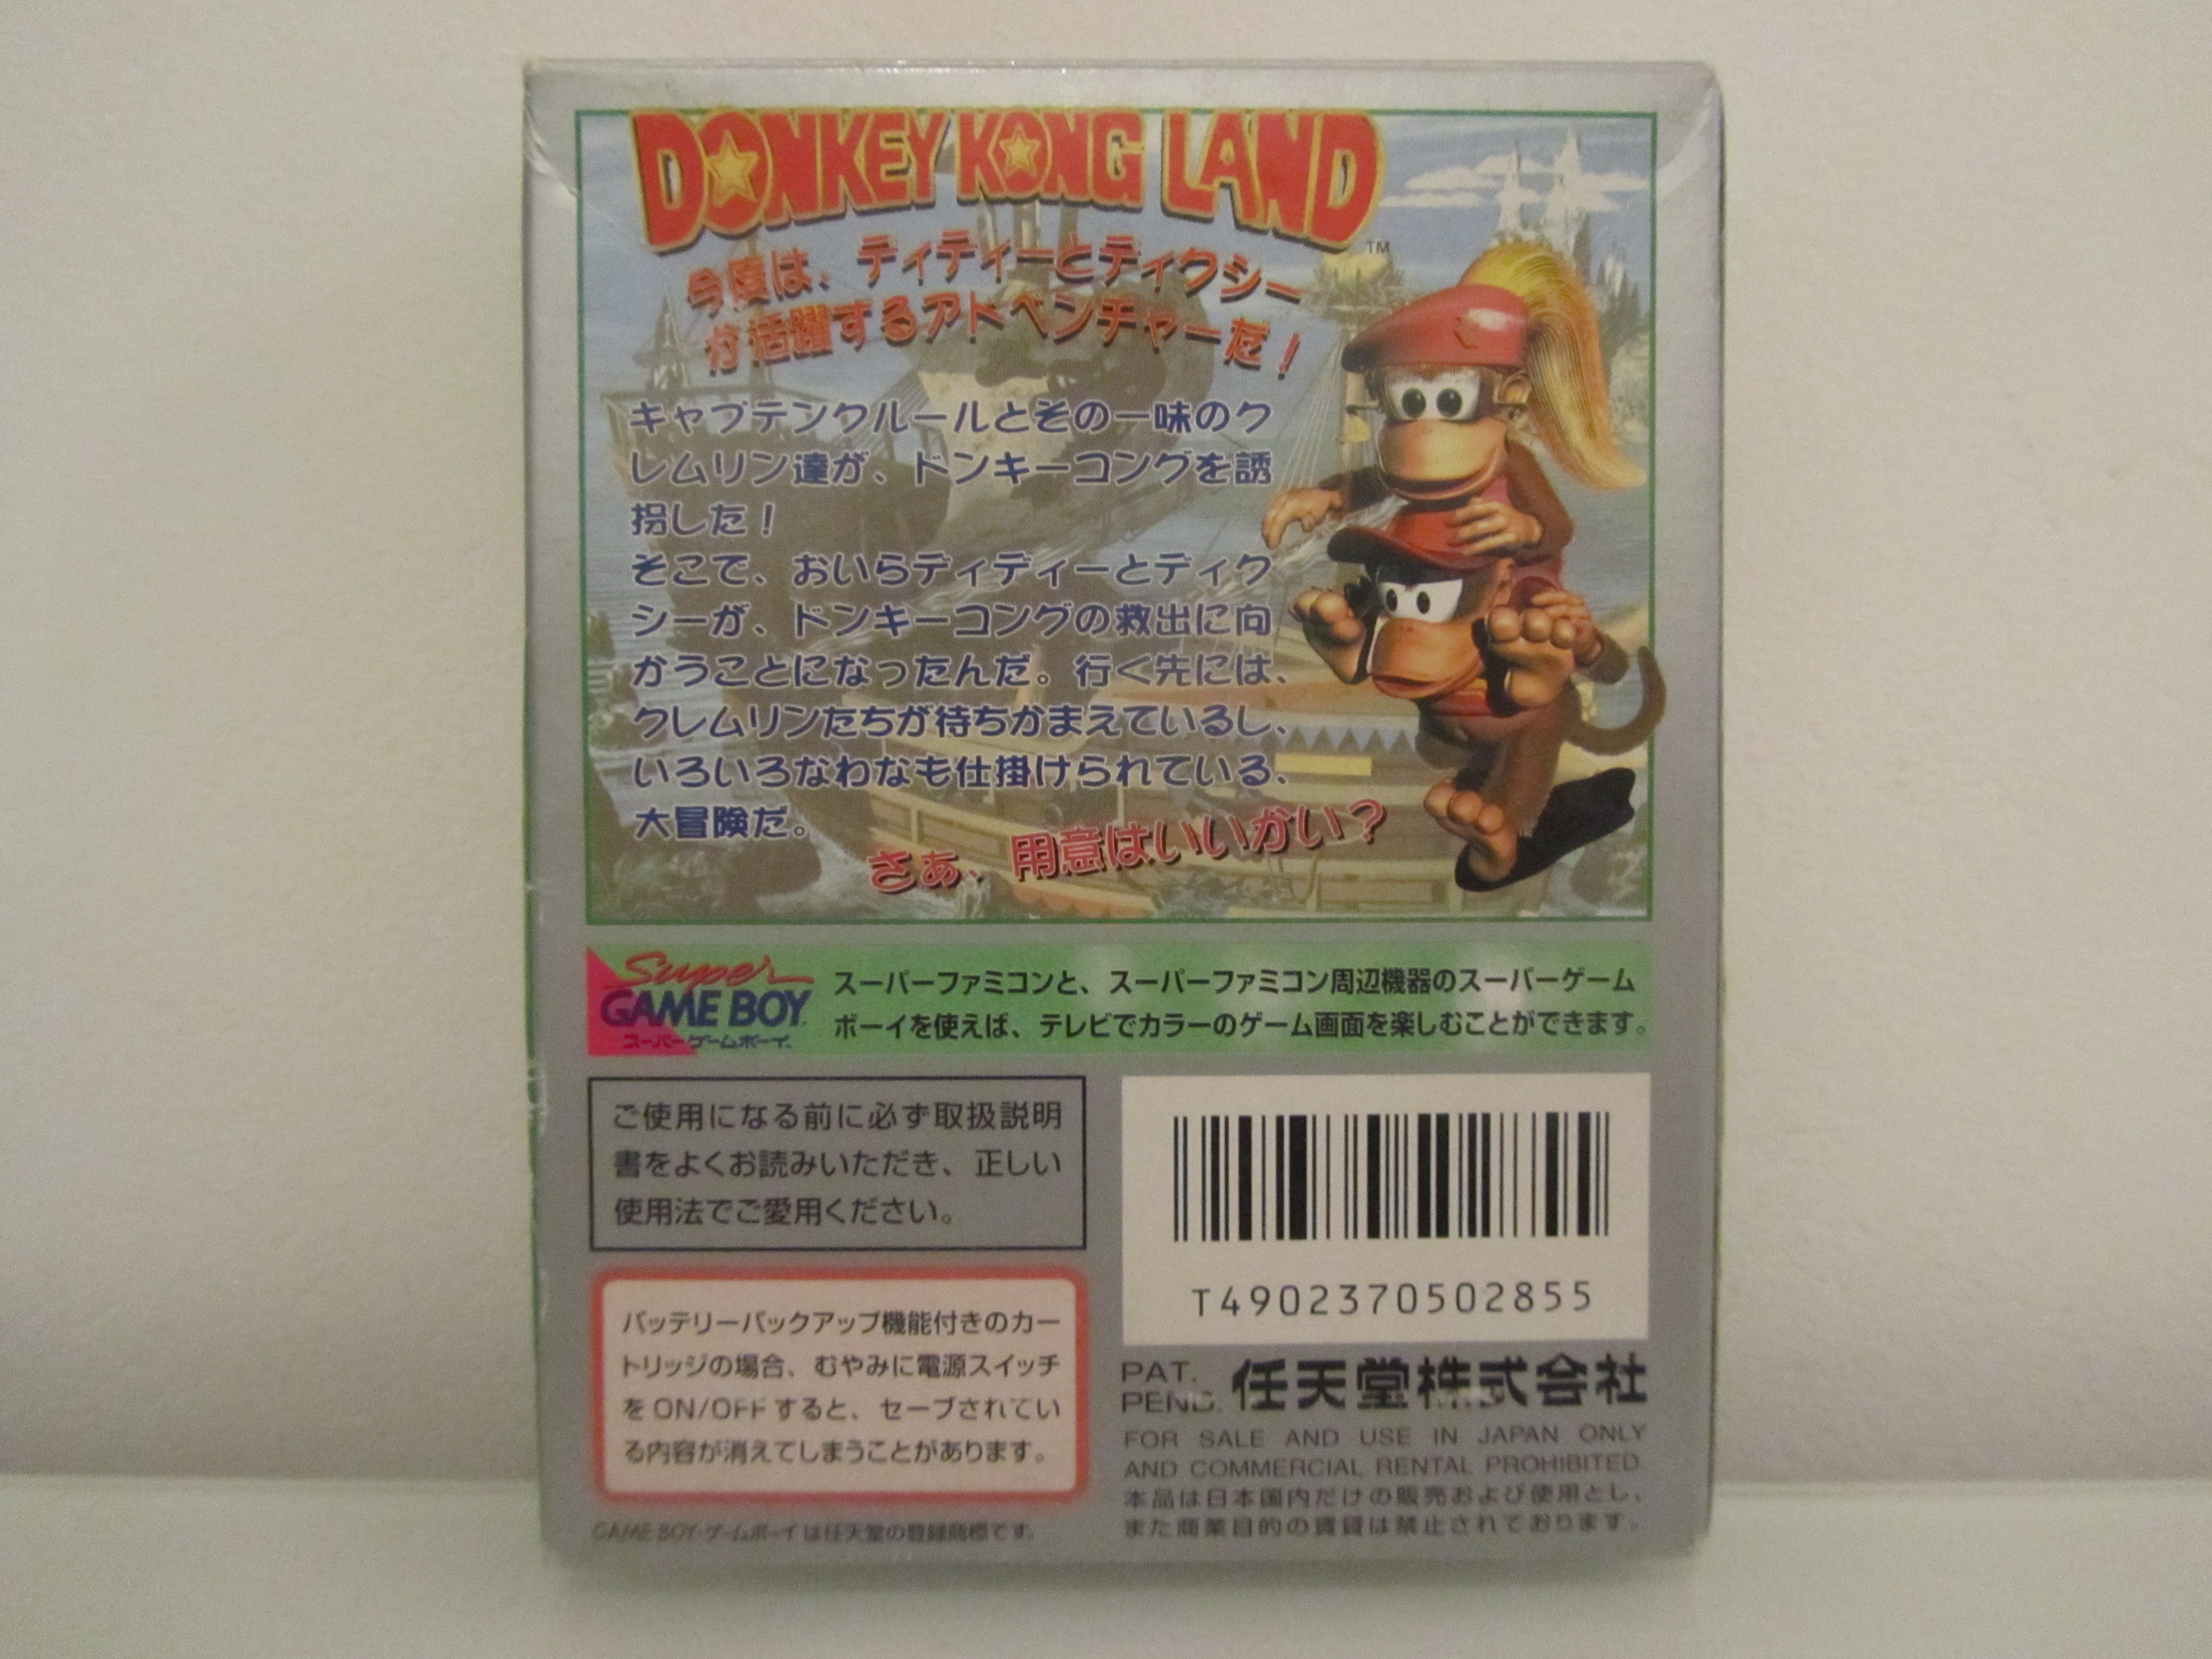 DONKEY KONG LAND
TM
今度は、ディディーとディクシー
が活躍するアドベンチャーだ！
キャプテンクルールとその一味のク
レムリン達が、ドンキーコングを誘
拐した！
そこで、おいらディディーとディク
シーが、ドンキーコングの救出に向
かうことになったんだ。行く先には、
クレムリンたちが待ちかまえているし、
いろいろなわなも仕掛けられている、
大冒険だ。
さぁ、用意はいいかい？
Super
GAME BOY
スーパーゲームボーイ
スーパーファミコンと、スーパーファミコン周辺機器のスーパーゲーム
ボーイを使えば、テレビでカラーのゲーム画面を楽しむことができます。
ご使用になる前に必ず取扱説明
書をよくお読みいただき、正しい
使用法でご愛用ください。
バッテリーバックアップ機能付きのカー
トリッジの場合、むやみに電源スイッチ
をON/OFFすると、セーブされてい
る内容が消えてしまうことがあります。
GAME BOY・ゲームボーイは任天堂の登録商標です。
T4902370502855
PAT.
PEND.
任天堂株式会社
FOR SALE AND USE IN JAPAN ONLY
AND COMMERCIAL RENTAL PROHIBITED.
本品は日本国内だけの販売および使用とし、
また商業目的の賃貸は禁止されております。